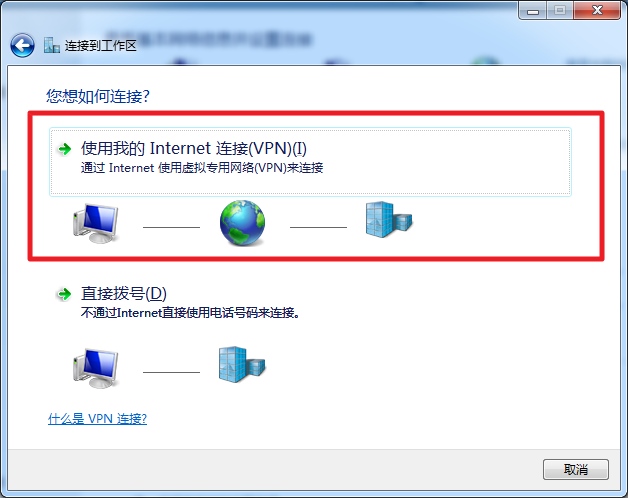 连接到工作区
您想如何连接?
使用我的 Internet 连接(VPN)(I)
通过 Internet 使用虚拟专用网络(VPN)来连接
直接拨号(D)
不通过Internet直接使用电话号码来连接。
什么是 VPN 连接?
取消